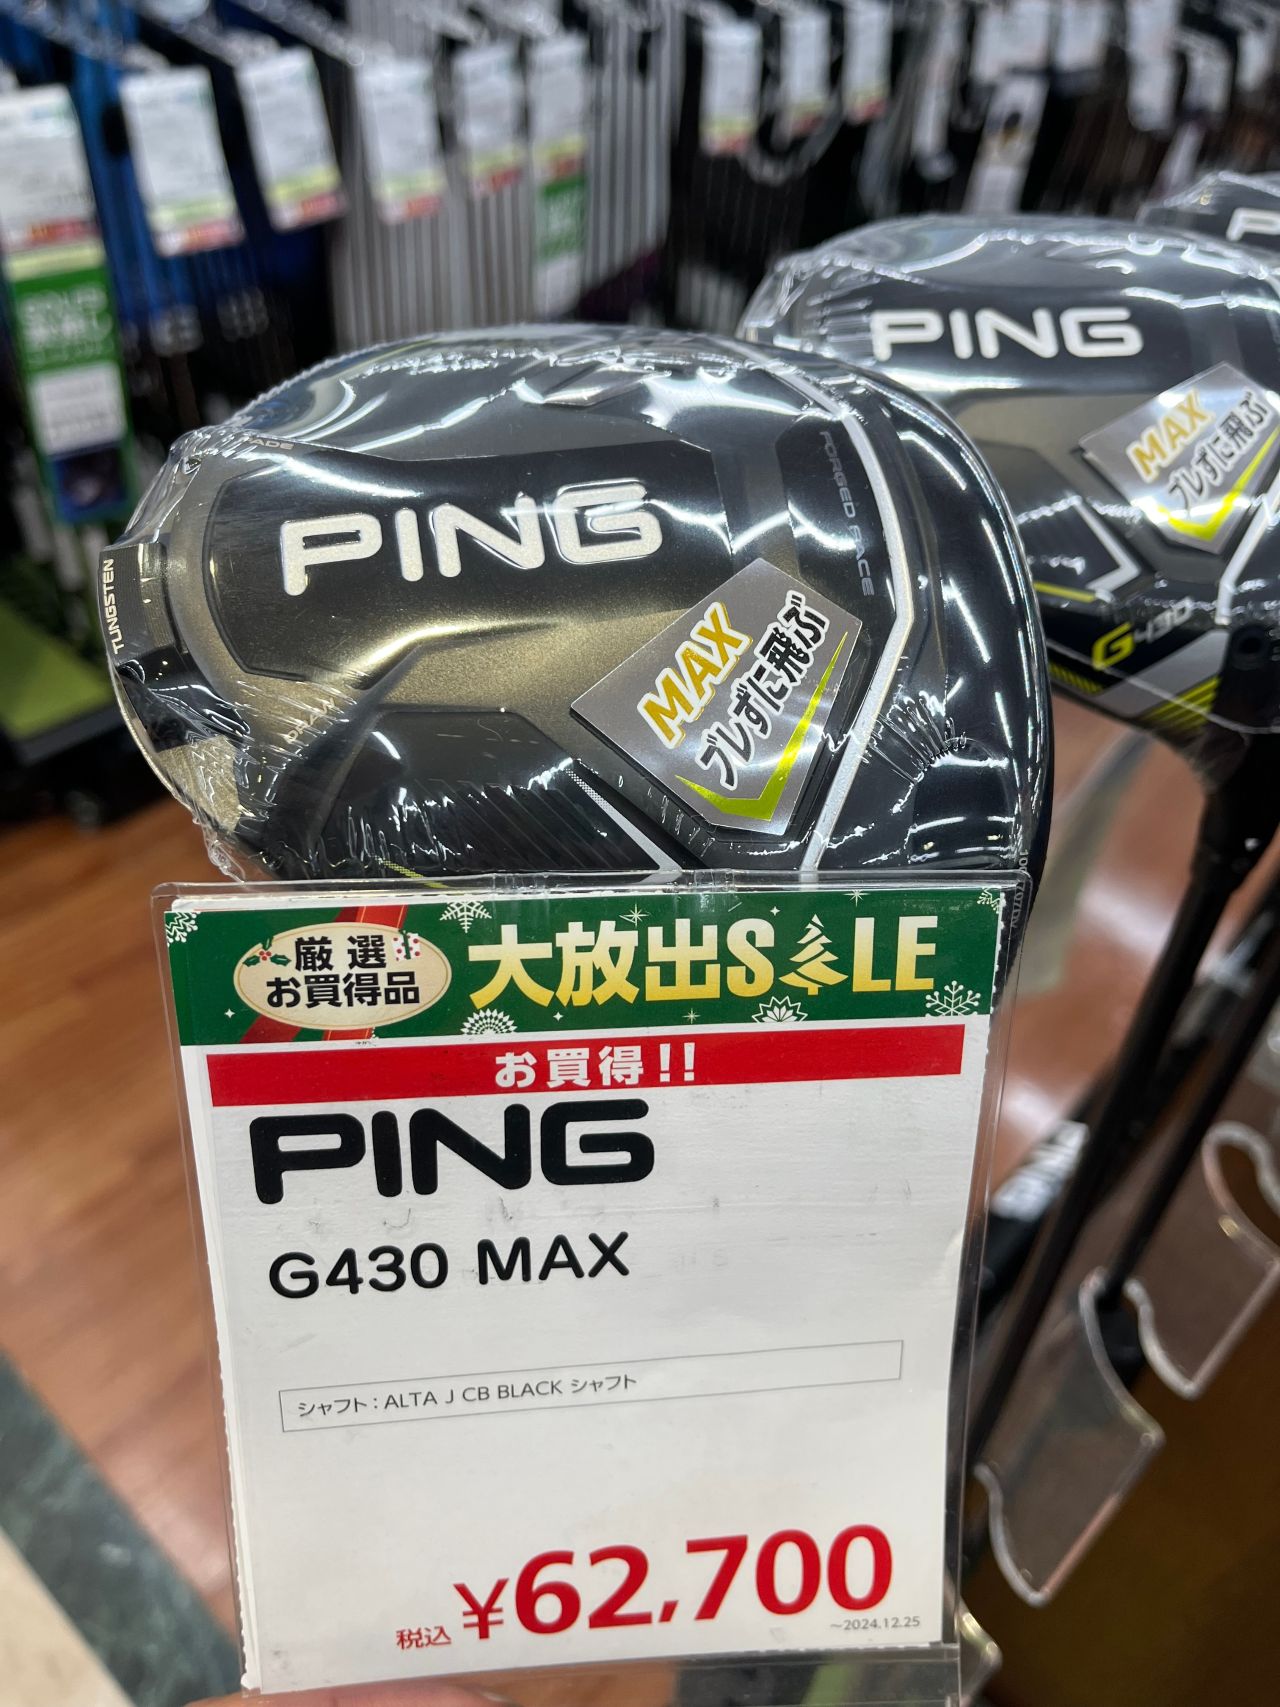 PING
PING
MAX
ブレずに飛ぶ
G430
FORGED FACE
PING
TUNGSTEN
MAX
ブレずに飛ぶ
厳選
お買得品
大放出SALE
お買得!!
PING
G430 MAX
シャフト：ALTA J CB BLACK シャフト
税込 ¥62,700
～2024.12.25